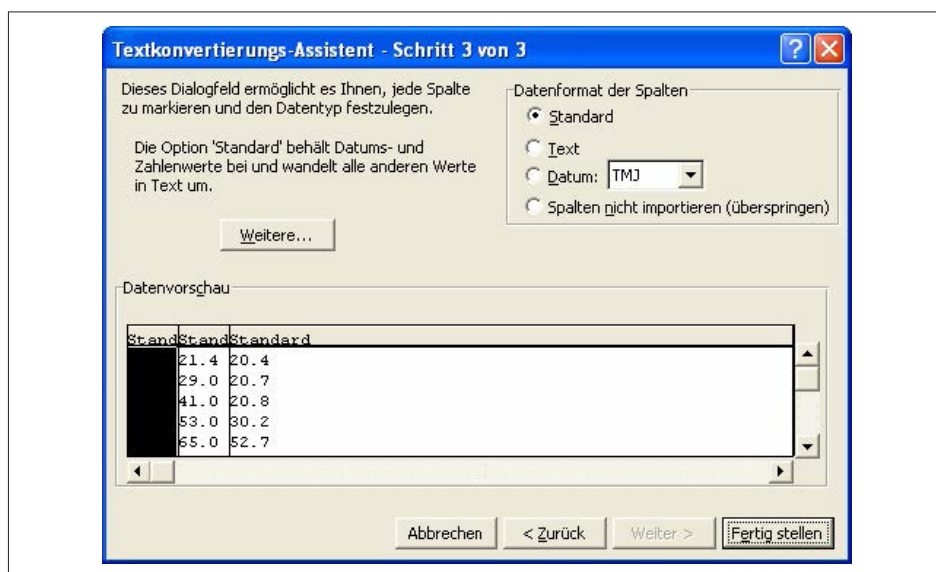 Textkonvertierungs-Assistent - Schritt 3 von 3
Dieses Dialogfeld ermöglicht es Ihnen, jede Spalte
zu markieren und den Datentyp festzulegen.
Die Option 'Standard' behält Datums- und
Zahlenwerte bei und wandelt alle anderen Werte
in Text um.
Weitere...
Datenformat der Spalten
Standard
Text
Datum: TMJ
Spalten nicht importieren (überspringen)
Datenvorschau
StandStandStandard
21.4 20.4
29.0 20.7
41.0 20.8
53.0 30.2
65.0 52.7
Abbrechen
< Zurück
Weiter >
Fertig stellen